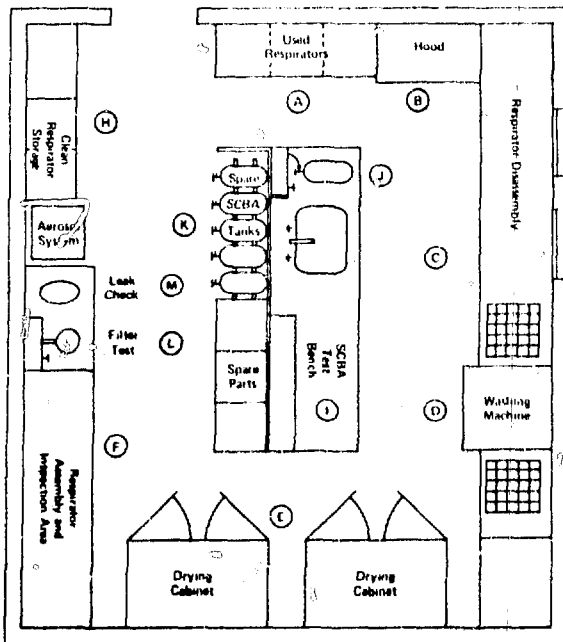 Used
Respirators
Hood
A
B
H
Clean
Respirator
Storage
Respirator Disassembly
Spare
J
SCBA
K
Tanks
Aerosol
System
C
Leak
Check
M
Filter
Test
L
SCBA
Test
Bench
Spare
Parts
I
D
Washing
Machine
F
Respirator
Assembly and
Inspection Area
E
Drying
Cabinet
Drying
Cabinet